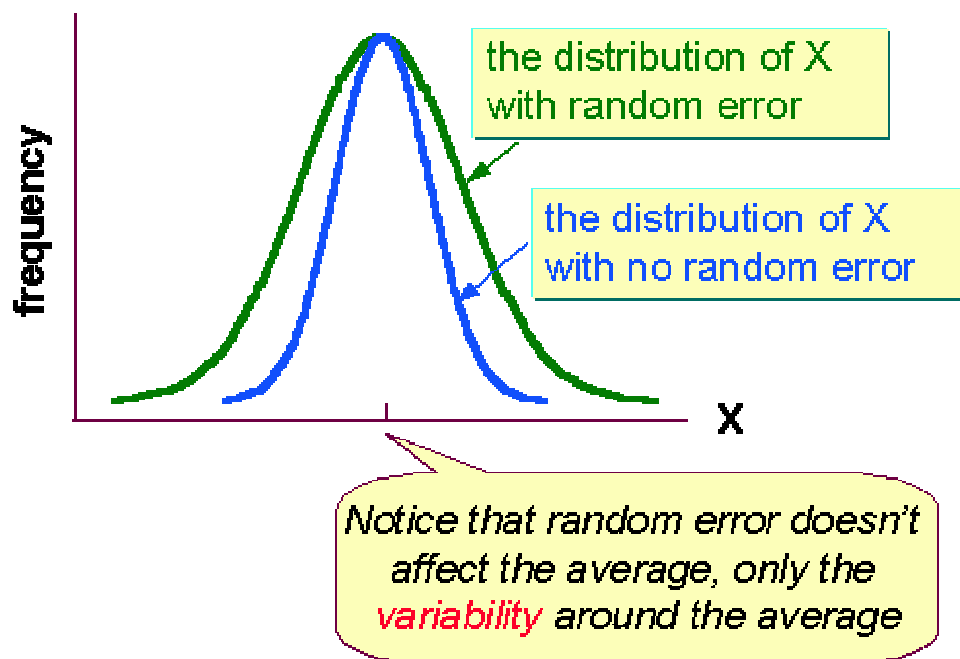 the distribution of X
with random error
the distribution of X
with no random error
frequency
X
Notice that random error doesn't
affect the average, only the
variability around the average